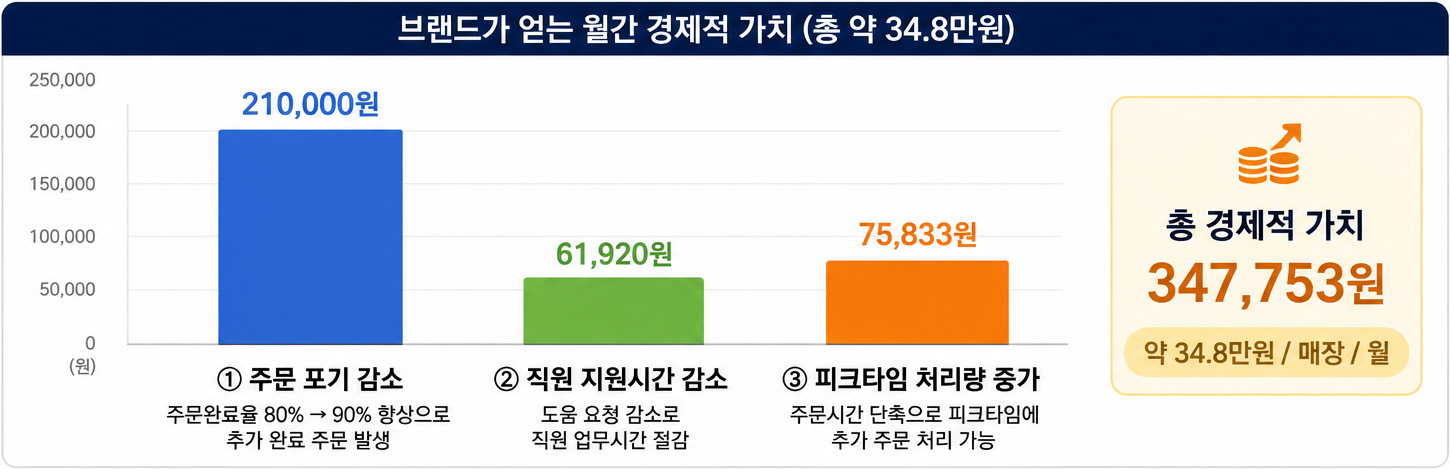 브랜드가 얻는 월간 경제적 가치 (총 약 34.8만원)
250,000
200,000
150,000
100,000
50,000
0
(원)
210,000원
61,920원
75,833원
① 주문 포기 감소
주문완료율 80% → 90% 향상으로
추가 완료 주문 발생
② 직원 지원시간 감소
도움 요청 감소로
직원 업무시간 절감
③ 피크타임 처리량 중가
주문시간 단축으로 피크타임에
추가 주문 처리 가능
총 경제적 가치
347,753원
약 34.8만원 / 매장 / 월